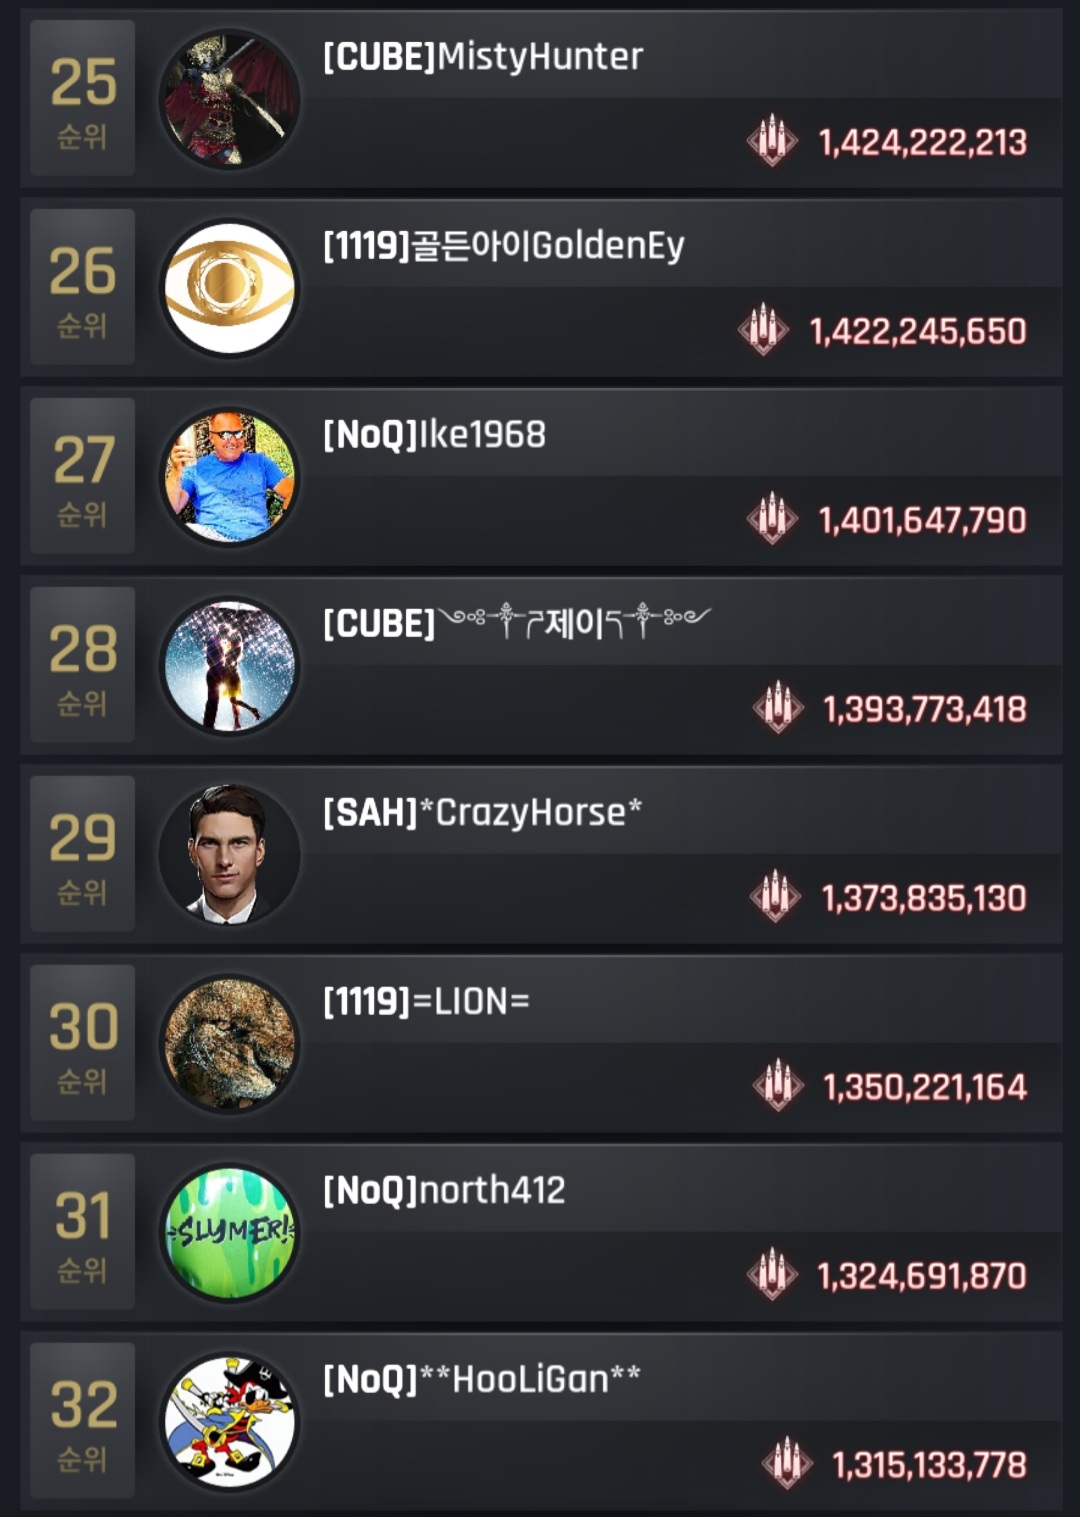 25
순위
[CUBE]MistyHunter
1,424,222,213
26
순위
[1119]골든아이GoldenEy
1,422,245,650
27
순위
[NoQ]Ike1968
1,401,647,790
28
순위
[CUBE]༺༒제이༒༻
1,393,773,418
29
순위
[SAH]*CrazyHorse*
1,373,835,130
30
순위
[1119]=LION=
1,350,221,164
31
순위
[NoQ]north412
SLYMER!
1,324,691,870
32
순위
[NoQ]**HooLiGan**
1,315,133,778